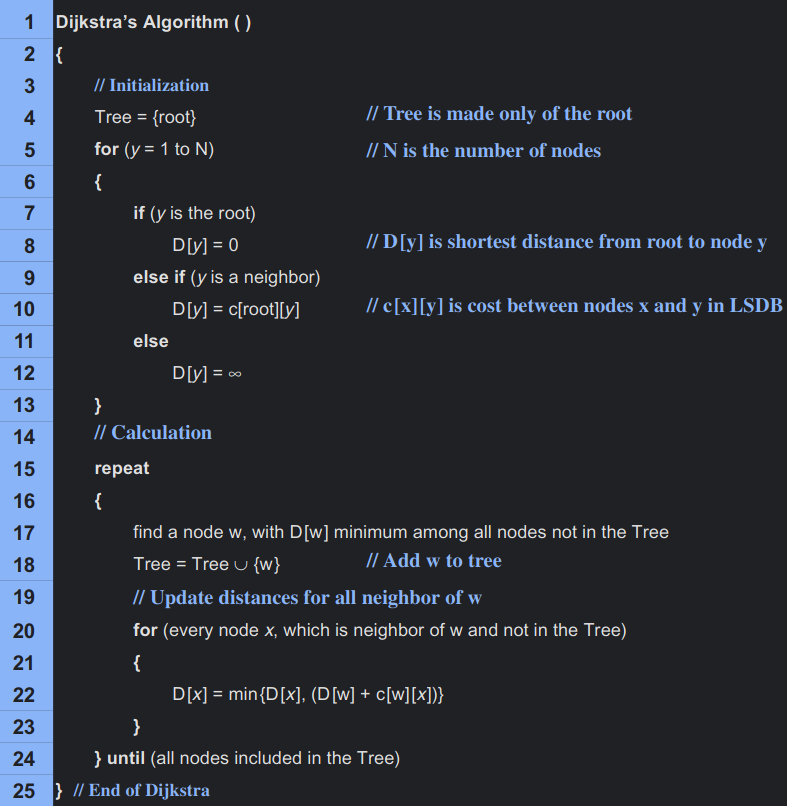 1 Dijkstra's Algorithm ( )
2 {
3 // Initialization
4 Tree = {root} // Tree is made only of the root
5 for (y = 1 to N) // N is the number of nodes
6 {
7 if (y is the root)
8 D[y] = 0 // D[y] is shortest distance from root to node y
9 else if (y is a neighbor)
10 D[y] = c[root][y] // c[x][y] is cost between nodes x and y in LSDB
11 else
12 D[y] = ∞
13 }
14 // Calculation
15 repeat
16 {
17 find a node w, with D[w] minimum among all nodes not in the Tree
18 Tree = Tree ∪ {w} // Add w to tree
19 // Update distances for all neighbor of w
20 for (every node x, which is neighbor of w and not in the Tree)
21 {
22 D[x] = min{D[x], (D[w] + c[w][x])}
23 }
24 } until (all nodes included in the Tree)
25 } // End of Dijkstra